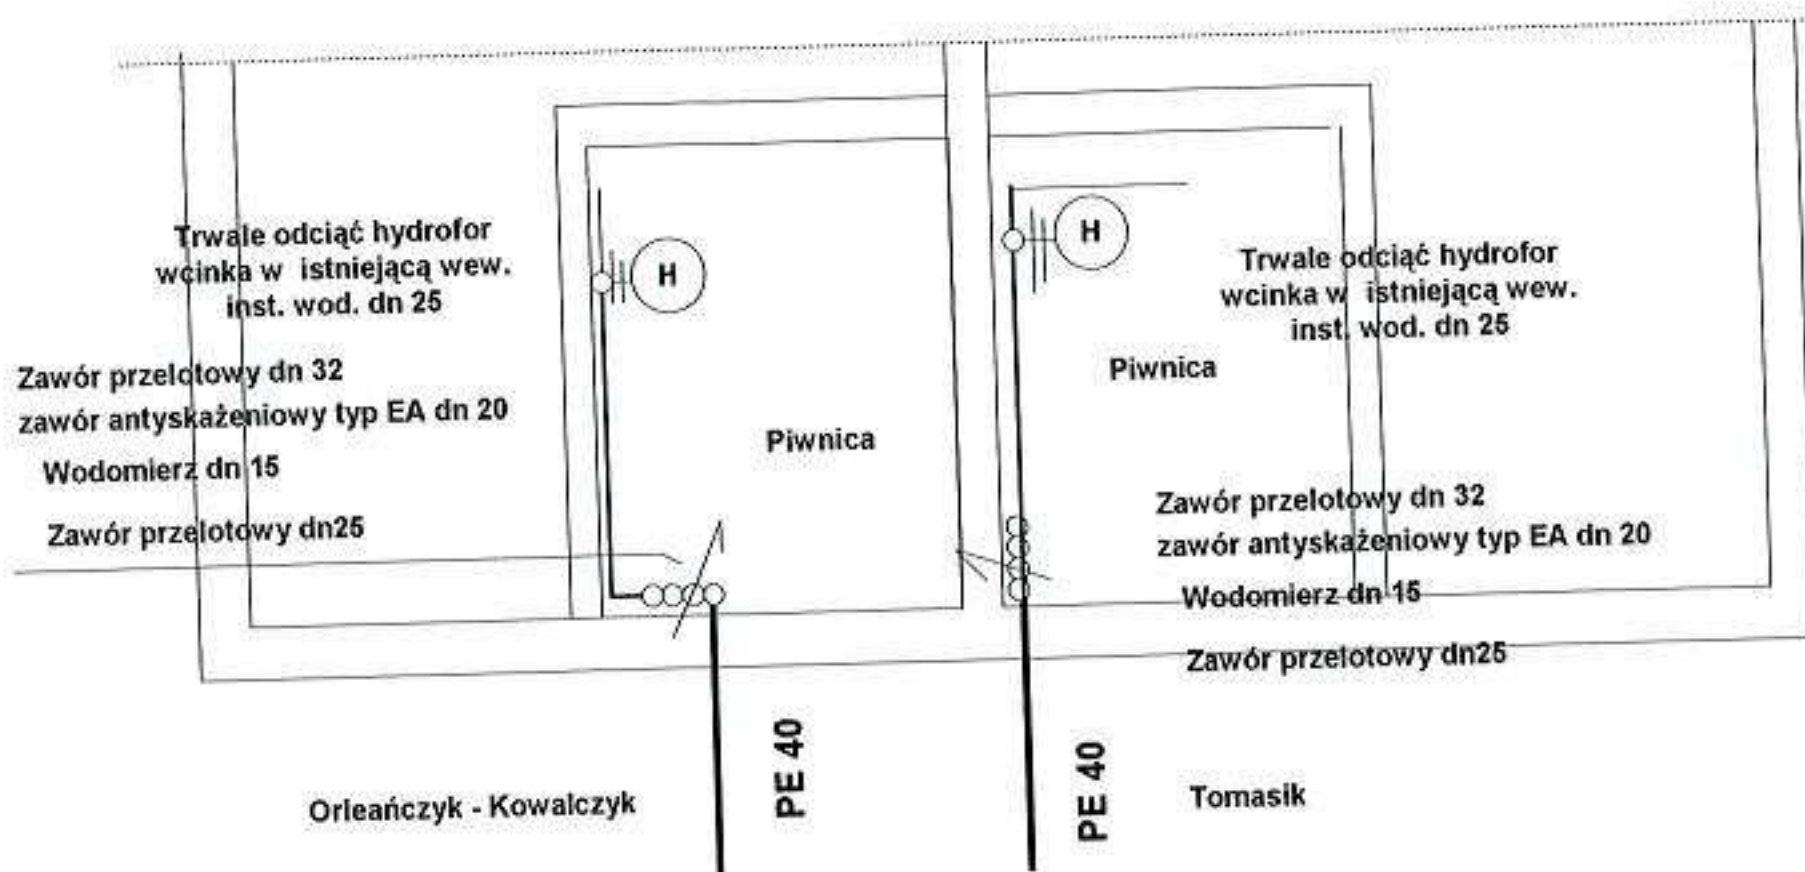 Trwale odciąć hydrofor
wcinka w istniejącą wew.
inst. wod. dn 25
H
Zawór przelotowy dn 32
zawór antyskażeniowy typ EA dn 20
Wodomierz dn 15
Zawór przelotowy dn25
Piwnica
H
Trwale odciąć hydrofor
wcinka w istniejącą wew.
inst. wod. dn 25
Piwnica
Zawór przelotowy dn 32
zawór antyskażeniowy typ EA dn 20
Wodomierz dn 15
Zawór przelotowy dn25
Orleańczyk - Kowalczyk
PE 40
PE 40
Tomasik